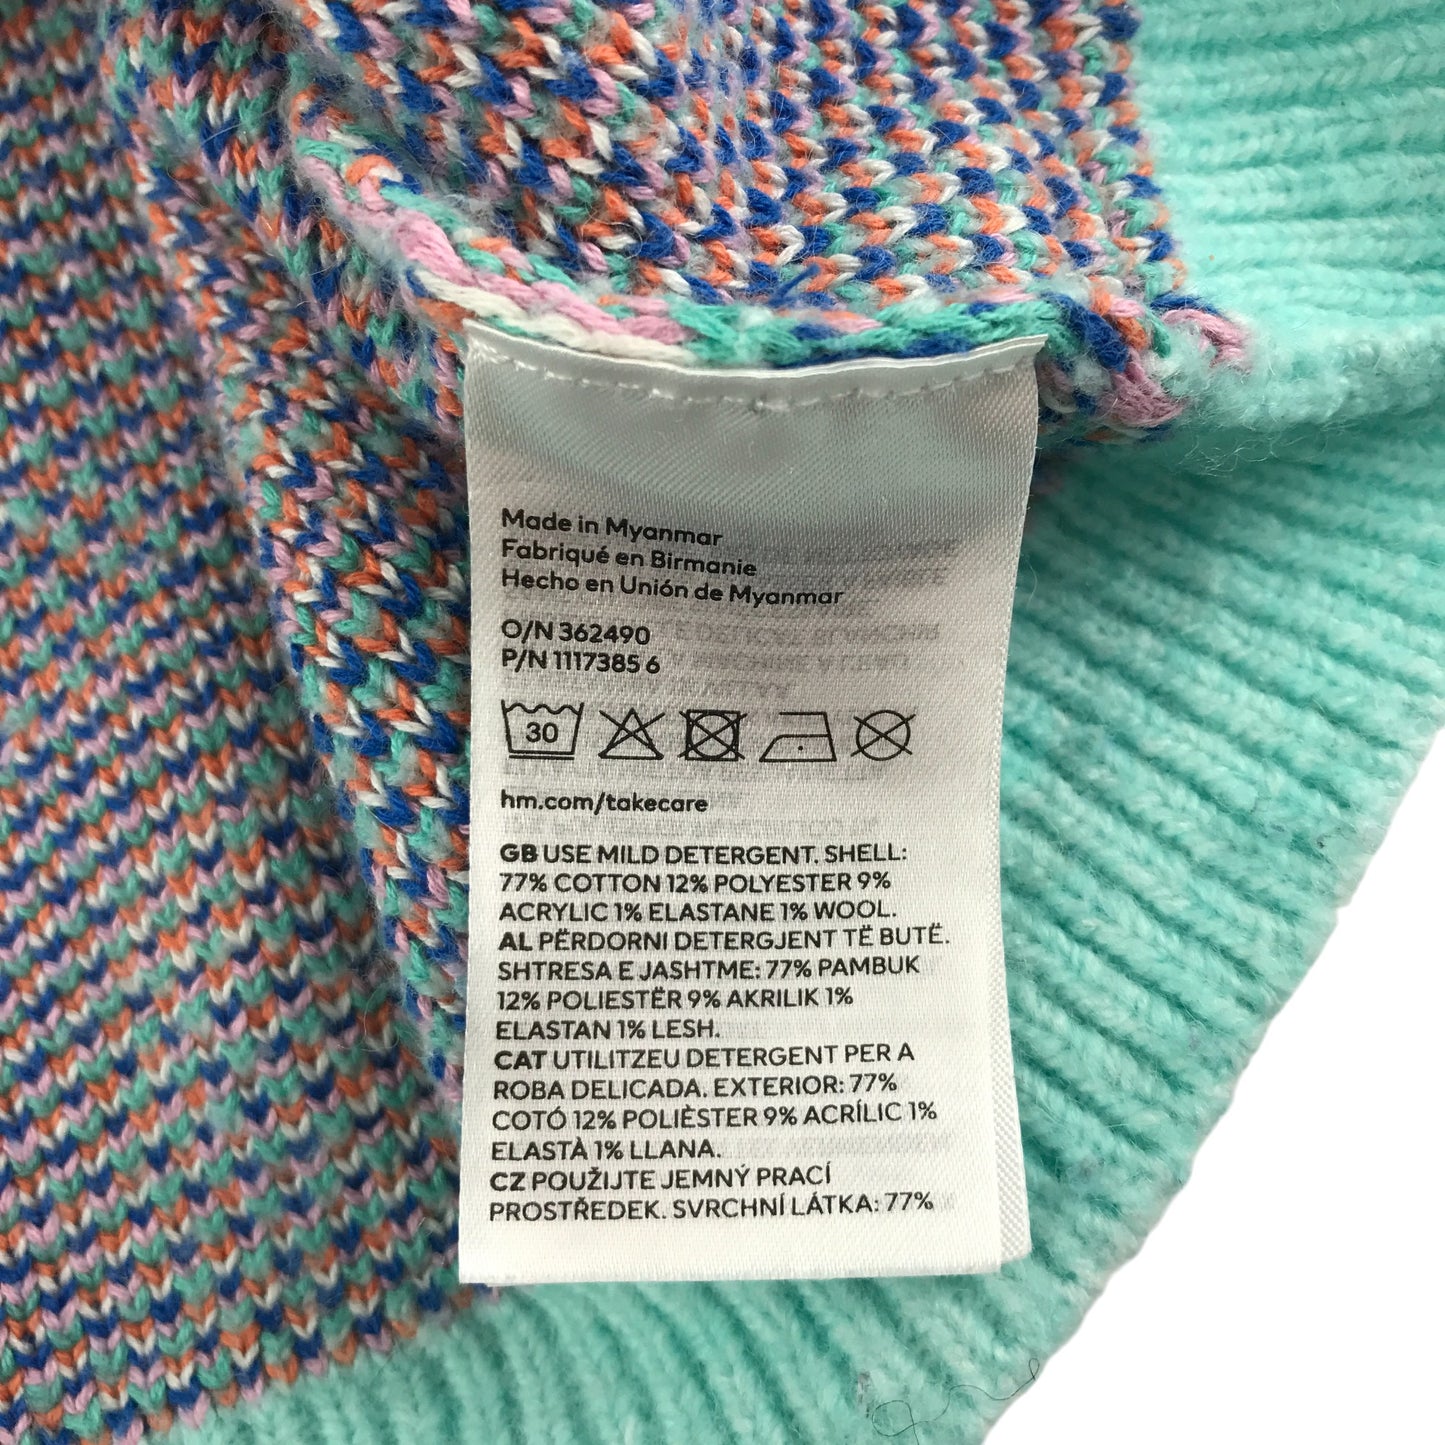 Made in Myanmar
Fabriqué en Birmanie
Hecho en Unión de Myanmar
O/N 362490
P/N 1117385 6
30
hm.com/takecare
GB USE MILD DETERGENT. SHELL:
77% COTTON 12% POLYESTER 9%
ACRYLIC 1% ELASTANE 1% WOOL.
AL PËRDORNI DETERGJENT TË BUTË.
SHTRESA E JASHTME: 77% PAMBUK
12% POLIESTËR 9% AKRILIK 1%
ELASTAN 1% LESH.
CAT UTILITZEU DETERGENT PER A
ROBA DELICADA. EXTERIOR: 77%
COTÓ 12% POLIÈSTER 9% ACRÍLIC 1%
ELASTÀ 1% LLANA.
CZ POUŽIJTE JEMNÝ PRACÍ
PROSTŘEDEK. SVRCHNÍ LÁTKA: 77%